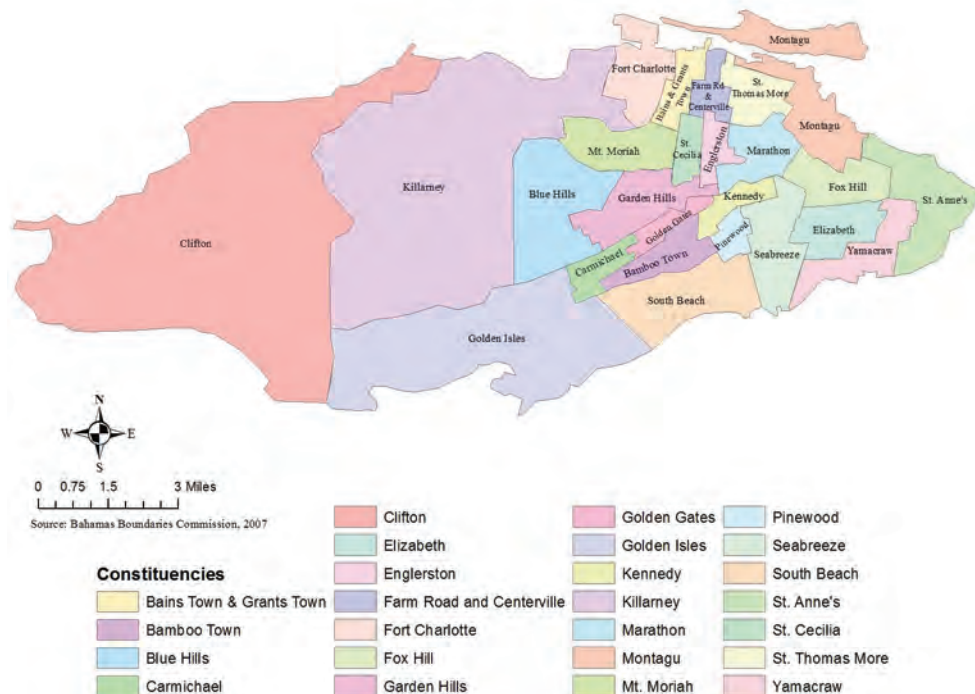 Montagu
Fort Charlotte
Bains & Grants
Town
Farm Rd
&
Centerville
St.
Thomas More
Montagu
Mt. Moriah
St.
Cecilia
Englerston
Marathon
Killarney
Blue Hills
Garden Hills
Kennedy
Fox Hill
St. Anne's
Clifton
Golden Gates
Pinewood
Elizabeth
Carmichael
Bamboo Town
Seabreeze
Yamacraw
South Beach
Golden Isles
N
W E
S
0 0.75 1.5 3 Miles
Source: Bahamas Boundaries Commission, 2007
Constituencies
Bains Town & Grants Town
Bamboo Town
Blue Hills
Carmichael
Clifton
Elizabeth
Englerston
Farm Road and Centerville
Fort Charlotte
Fox Hill
Garden Hills
Golden Gates
Golden Isles
Kennedy
Killarney
Marathon
Montagu
Mt. Moriah
Pinewood
Seabreeze
South Beach
St. Anne's
St. Cecilia
St. Thomas More
Yamacraw